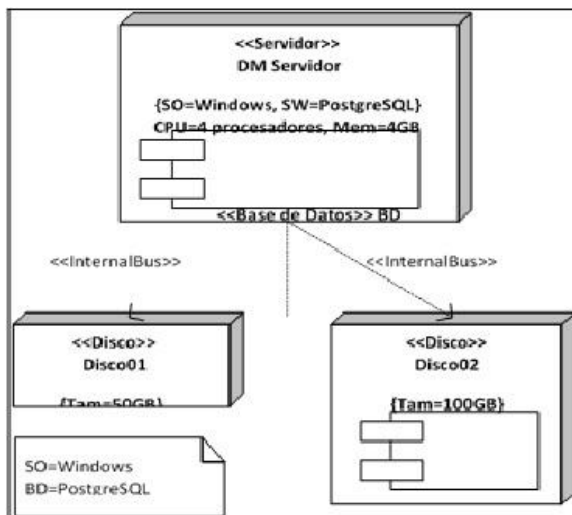 <<Servidor>>
DM Servidor
{SO=Windows, SW=PostgreSQL}
CPU=4 procesadores, Mem=4GB
<<Base de Datos>> BD
<<InternalBus>>
<<InternalBus>>
<<Disco>>
Disco01
{Tam=50GB}
<<Disco>>
Disco02
{Tam=100GB}
SO=Windows
BD=PostgreSQL